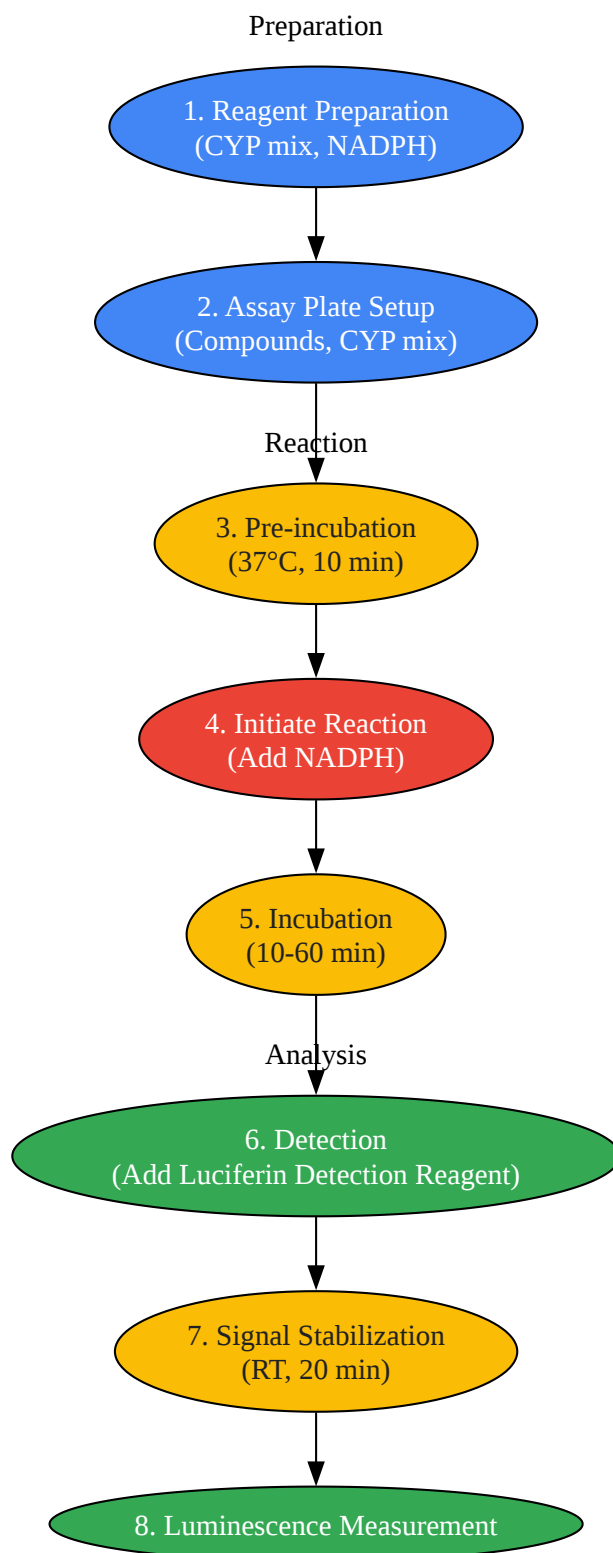 Preparation
1. Reagent Preparation
(CYP mix, NADPH)
2. Assay Plate Setup
(Compounds, CYP mix)
Reaction
3. Pre-incubation
(37°C, 10 min)
4. Initiate Reaction
(Add NADPH)
5. Incubation
(10-60 min)
Analysis
6. Detection
(Add Luciferin Detection Reagent)
7. Signal Stabilization
(RT, 20 min)
8. Luminescence Measurement